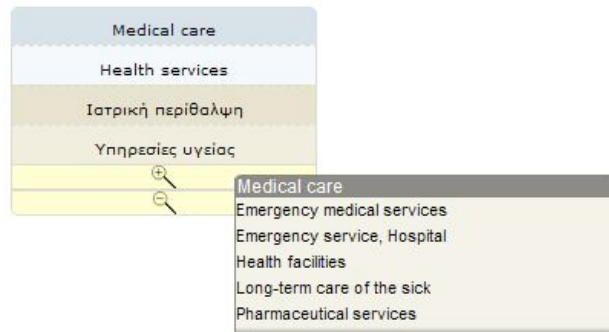 Medical care
Health services
Ιατρική περίθαλψη
Υπηρεσίες υγείας
Medical care
Emergency medical services
Emergency service, Hospital
Health facilities
Long-term care of the sick
Pharmaceutical services